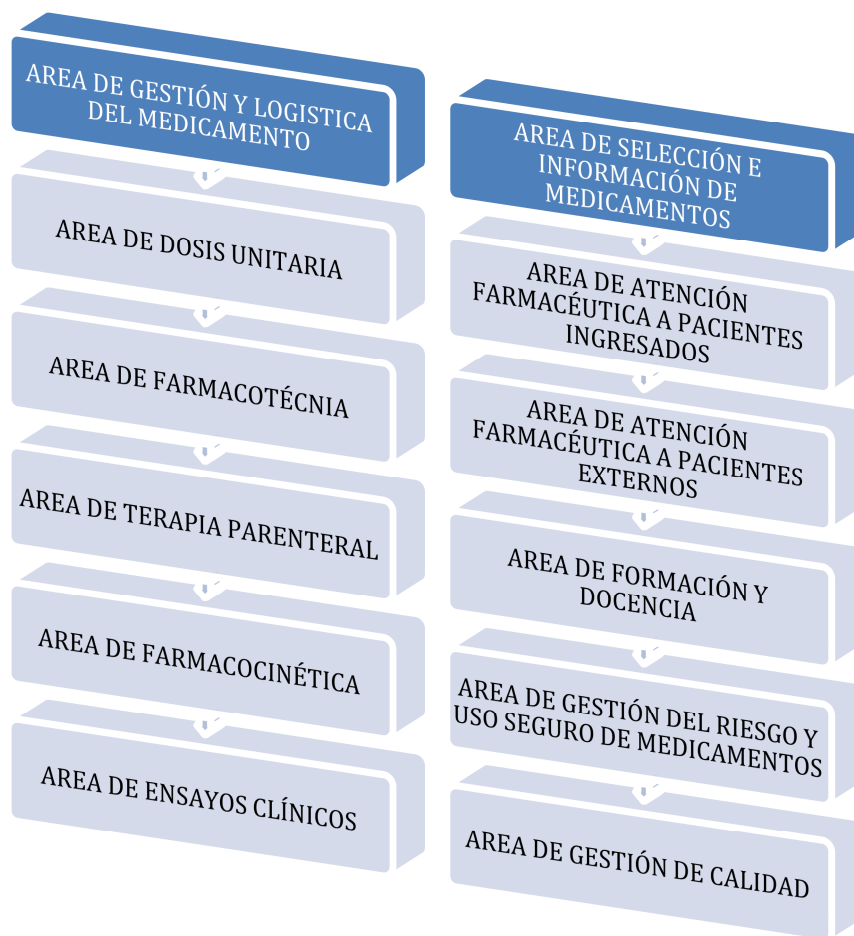 AREA DE GESTIÓN Y LOGISTICA
DEL MEDICAMENTO
AREA DE DOSIS UNITARIA
AREA DE FARMACOTÉCNIA
AREA DE TERAPIA PARENTERAL
AREA DE FARMACOCINÉTICA
AREA DE ENSAYOS CLÍNICOS
AREA DE SELECCIÓN E
INFORMACIÓN DE
MEDICAMENTOS
AREA DE ATENCIÓN
FARMACÉUTICA A PACIENTES
INGRESADOS
AREA DE ATENCIÓN
FARMACÉUTICA A PACIENTES
EXTERNOS
AREA DE FORMACIÓN Y
DOCENCIA
AREA DE GESTIÓN DEL RIESGO Y
USO SEGURO DE MEDICAMENTOS
AREA DE GESTIÓN DE CALIDAD